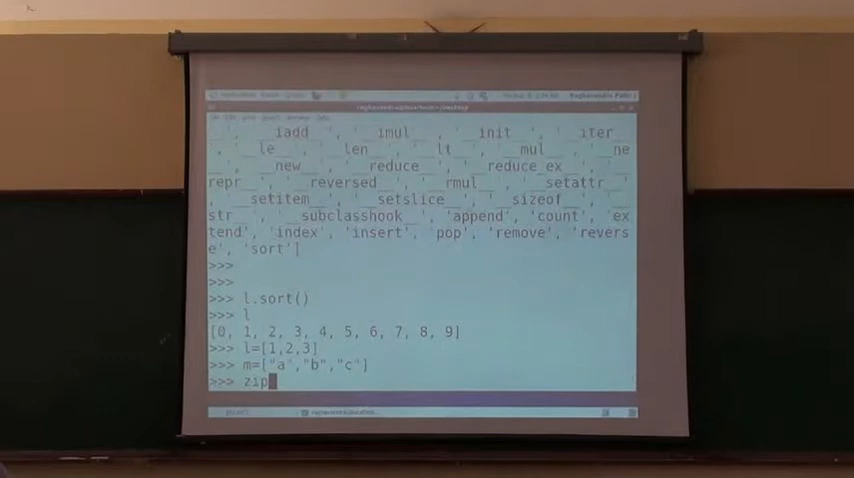 __iadd__', '__imul__', '__init__', '__iter__
', '__le__', '__len__', '__lt__', '__mul__', '__ne
__', '__new__', '__reduce__', '__reduce_ex__', '__
repr__', '__reversed__', '__rmul__', '__setattr__'
, '__setitem__', '__setslice__', '__sizeof__', '__
str__', '__subclasshook__', 'append', 'count', 'ex
tend', 'index', 'insert', 'pop', 'remove', 'revers
e', 'sort']
>>>
>>>
>>> l.sort()
>>> l
[0, 1, 2, 3, 4, 5, 6, 7, 8, 9]
>>> l=[1,2,3]
>>> m=["a","b","c"]
>>> zip